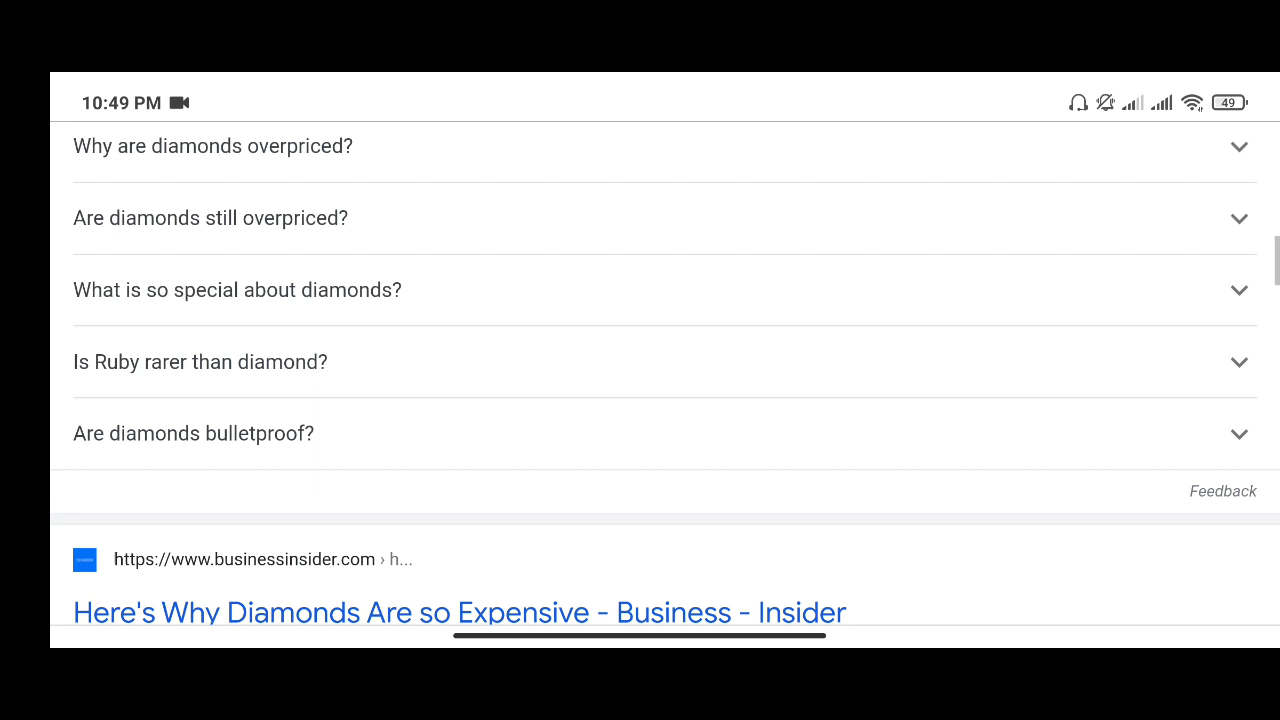 10:49 PM
49
Why are diamonds overpriced?
Are diamonds still overpriced?
What is so special about diamonds?
Is Ruby rarer than diamond?
Are diamonds bulletproof?
Feedback
https://www.businessinsider.com › h...
Here's Why Diamonds Are so Expensive - Business - Insider